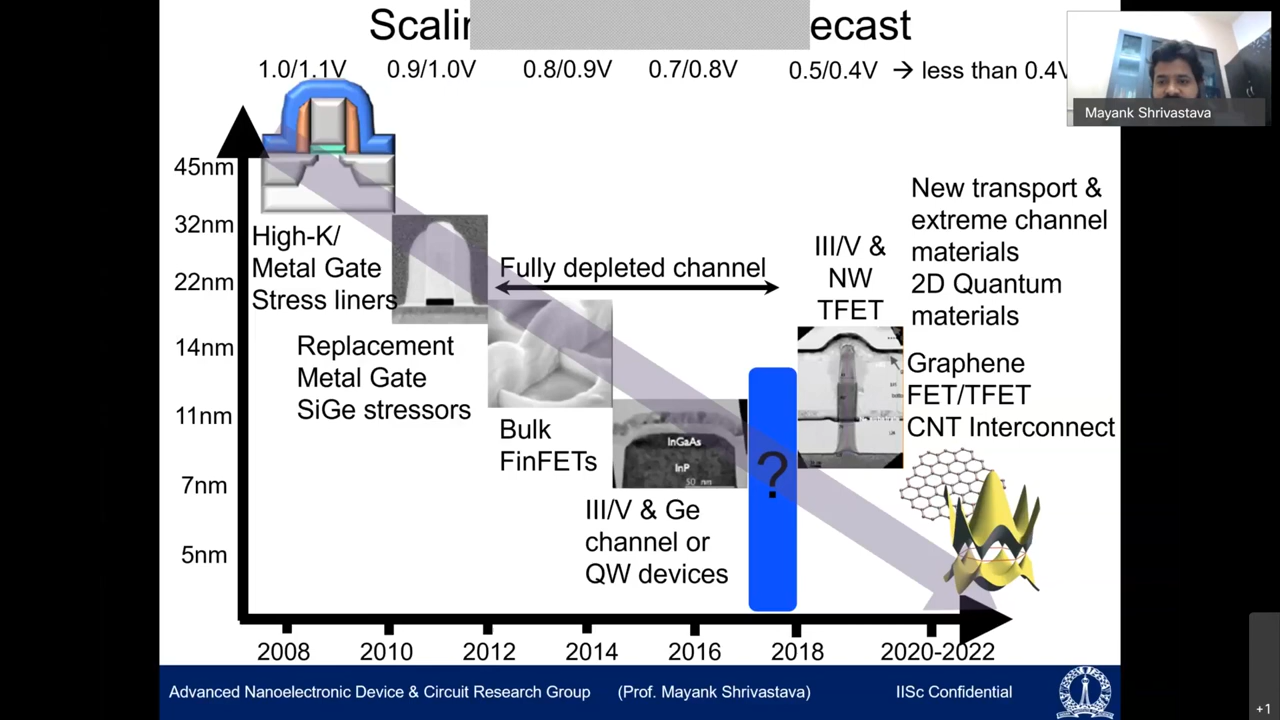 Scalin ecast
1.0/1.1V 0.9/1.0V 0.8/0.9V 0.7/0.8V 0.5/0.4V → less than 0.4V
Mayank Shrivastava
45nm
32nm
22nm
14nm
11nm
7nm
5nm
High-K/
Metal Gate
Stress liners
Replacement
Metal Gate
SiGe stressors
Fully depleted channel
Bulk
FinFETs
InGaAs
InP
50 nm
III/V & Ge
channel or
QW devices
?
III/V &
NW
TFET
New transport &
extreme channel
materials
2D Quantum
materials
Graphene
FET/TFET
CNT Interconnect
2008 2010 2012 2014 2016 2018 2020-2022
Advanced Nanoelectronic Device & Circuit Research Group (Prof. Mayank Shrivastava) IISc Confidential
+1